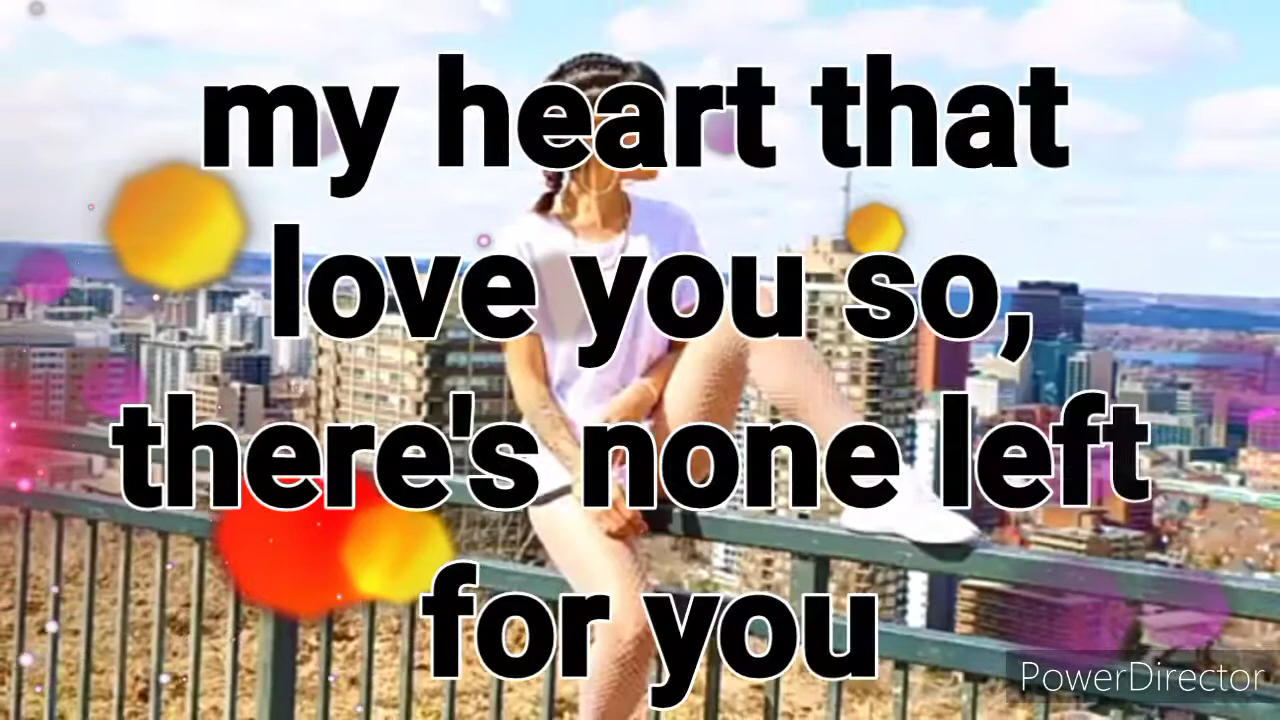 my heart that
love you so,
there's none left
for you
PowerDirector